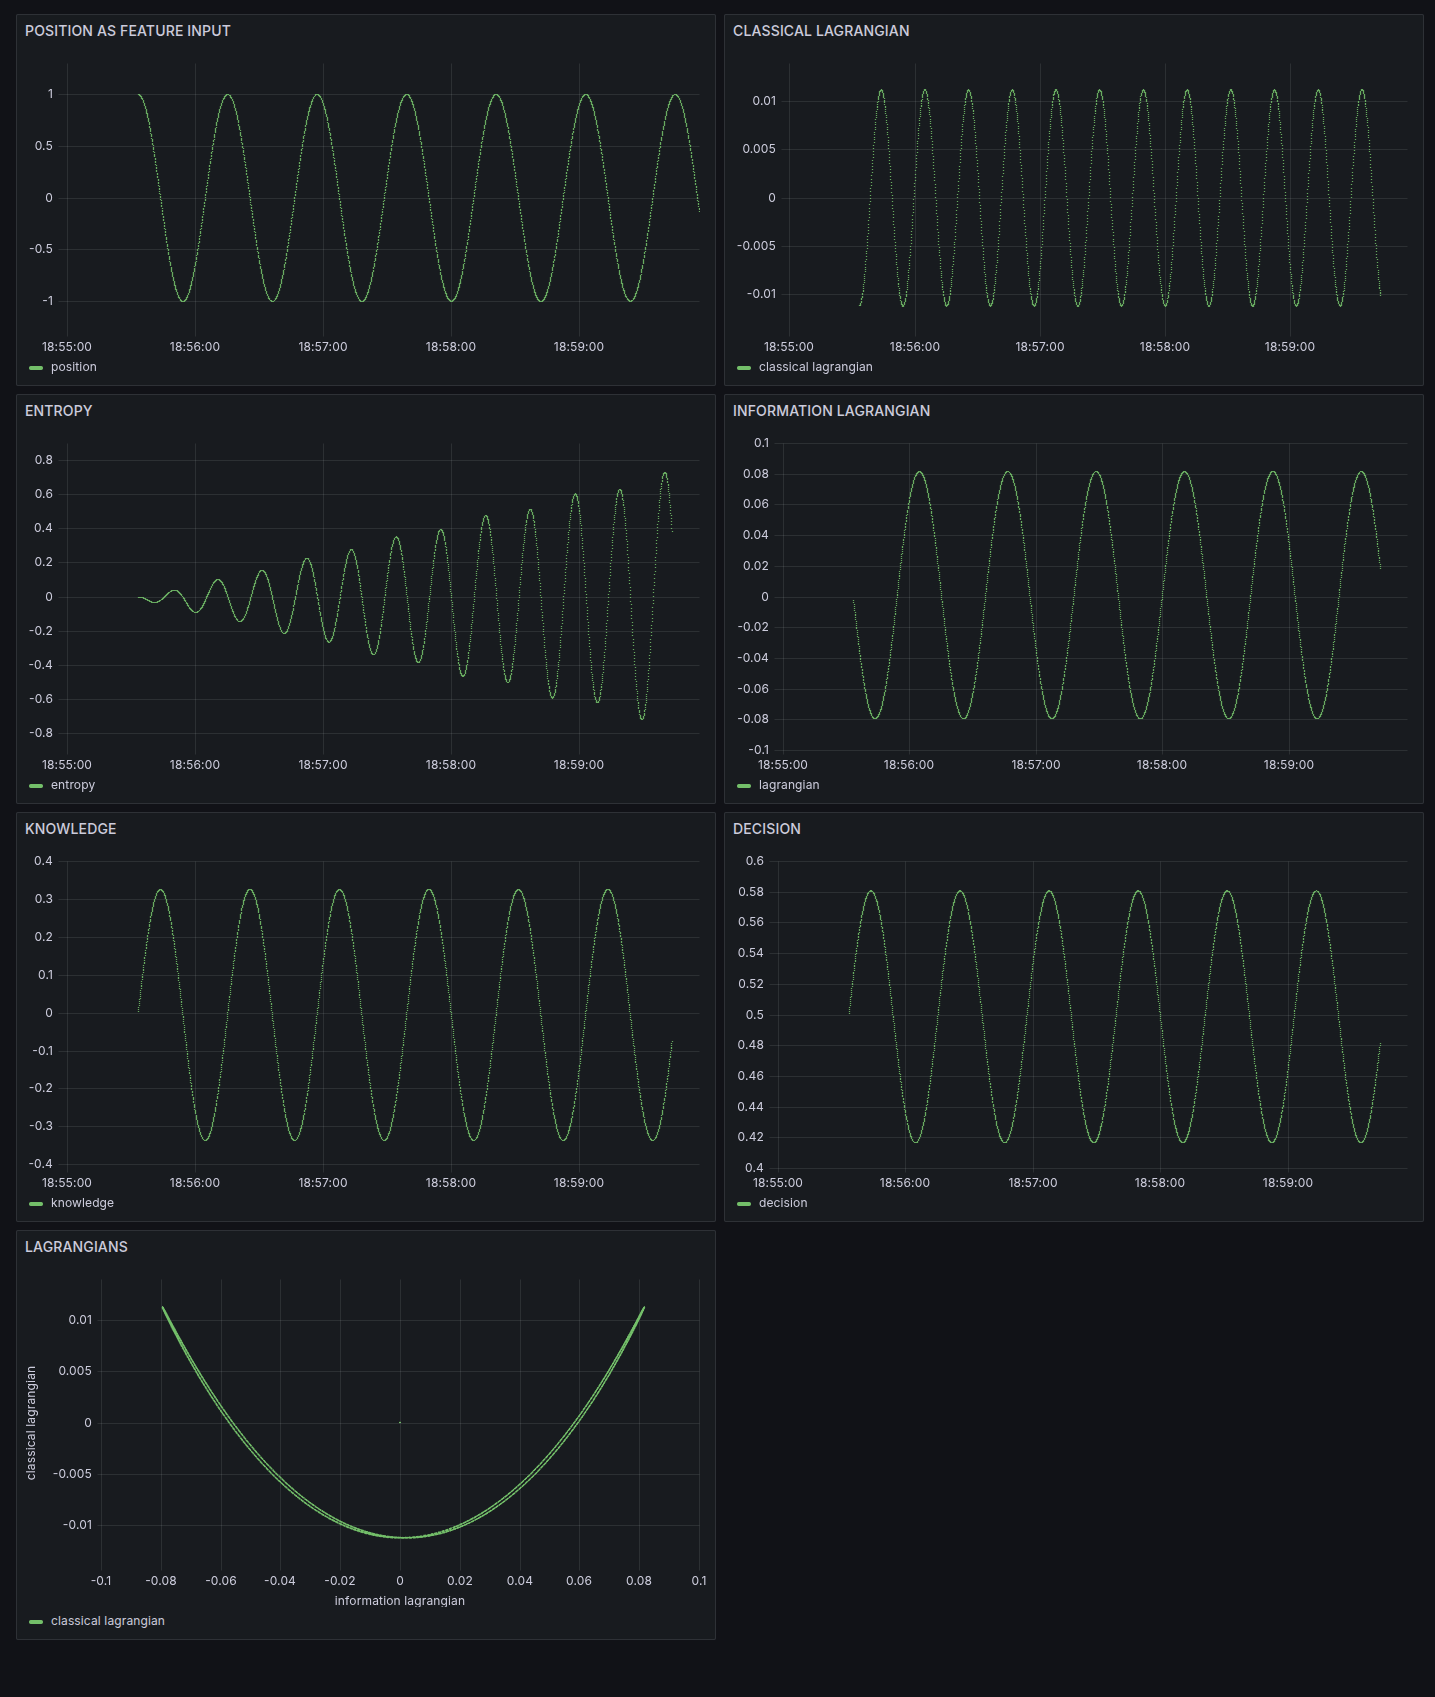 POSITION AS FEATURE INPUT
1
0.5
0
-0.5
-1
18:55:00 18:56:00 18:57:00 18:58:00 18:59:00
position
CLASSICAL LAGRANGIAN
0.01
0.005
0
-0.005
-0.01
18:55:00 18:56:00 18:57:00 18:58:00 18:59:00
classical lagrangian
ENTROPY
0.8
0.6
0.4
0.2
0
-0.2
-0.4
-0.6
-0.8
18:55:00 18:56:00 18:57:00 18:58:00 18:59:00
entropy
INFORMATION LAGRANGIAN
0.1
0.08
0.06
0.04
0.02
0
-0.02
-0.04
-0.06
-0.08
-0.1
18:55:00 18:56:00 18:57:00 18:58:00 18:59:00
lagrangian
KNOWLEDGE
0.4
0.3
0.2
0.1
0
-0.1
-0.2
-0.3
-0.4
18:55:00 18:56:00 18:57:00 18:58:00 18:59:00
knowledge
DECISION
0.6
0.58
0.56
0.54
0.52
0.5
0.48
0.46
0.44
0.42
0.4
18:55:00 18:56:00 18:57:00 18:58:00 18:59:00
decision
LAGRANGIANS
classical lagrangian
0.01
0.005
0
-0.005
-0.01
-0.1 -0.08 -0.06 -0.04 -0.02 0 0.02 0.04 0.06 0.08 0.1
information lagrangian
classical lagrangian